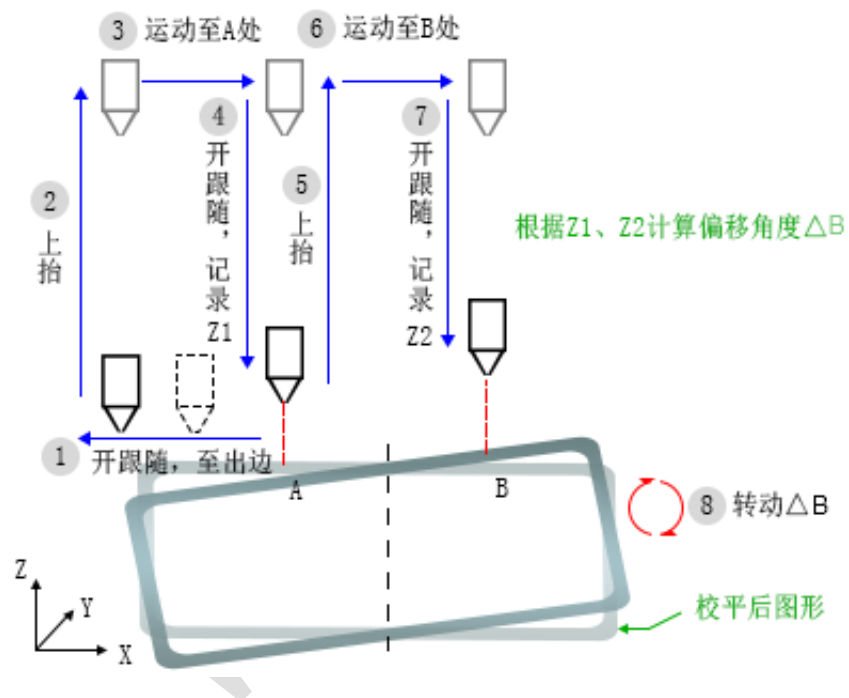 3 运动至A处
6 运动至B处
4 开跟随，记录Z1
7 开跟随，记录Z2
2 上抬
5 上抬
根据Z1、Z2计算偏移角度△B
1 开跟随，至出边
A
B
8 转动△B
Z
Y
X
校平后图形